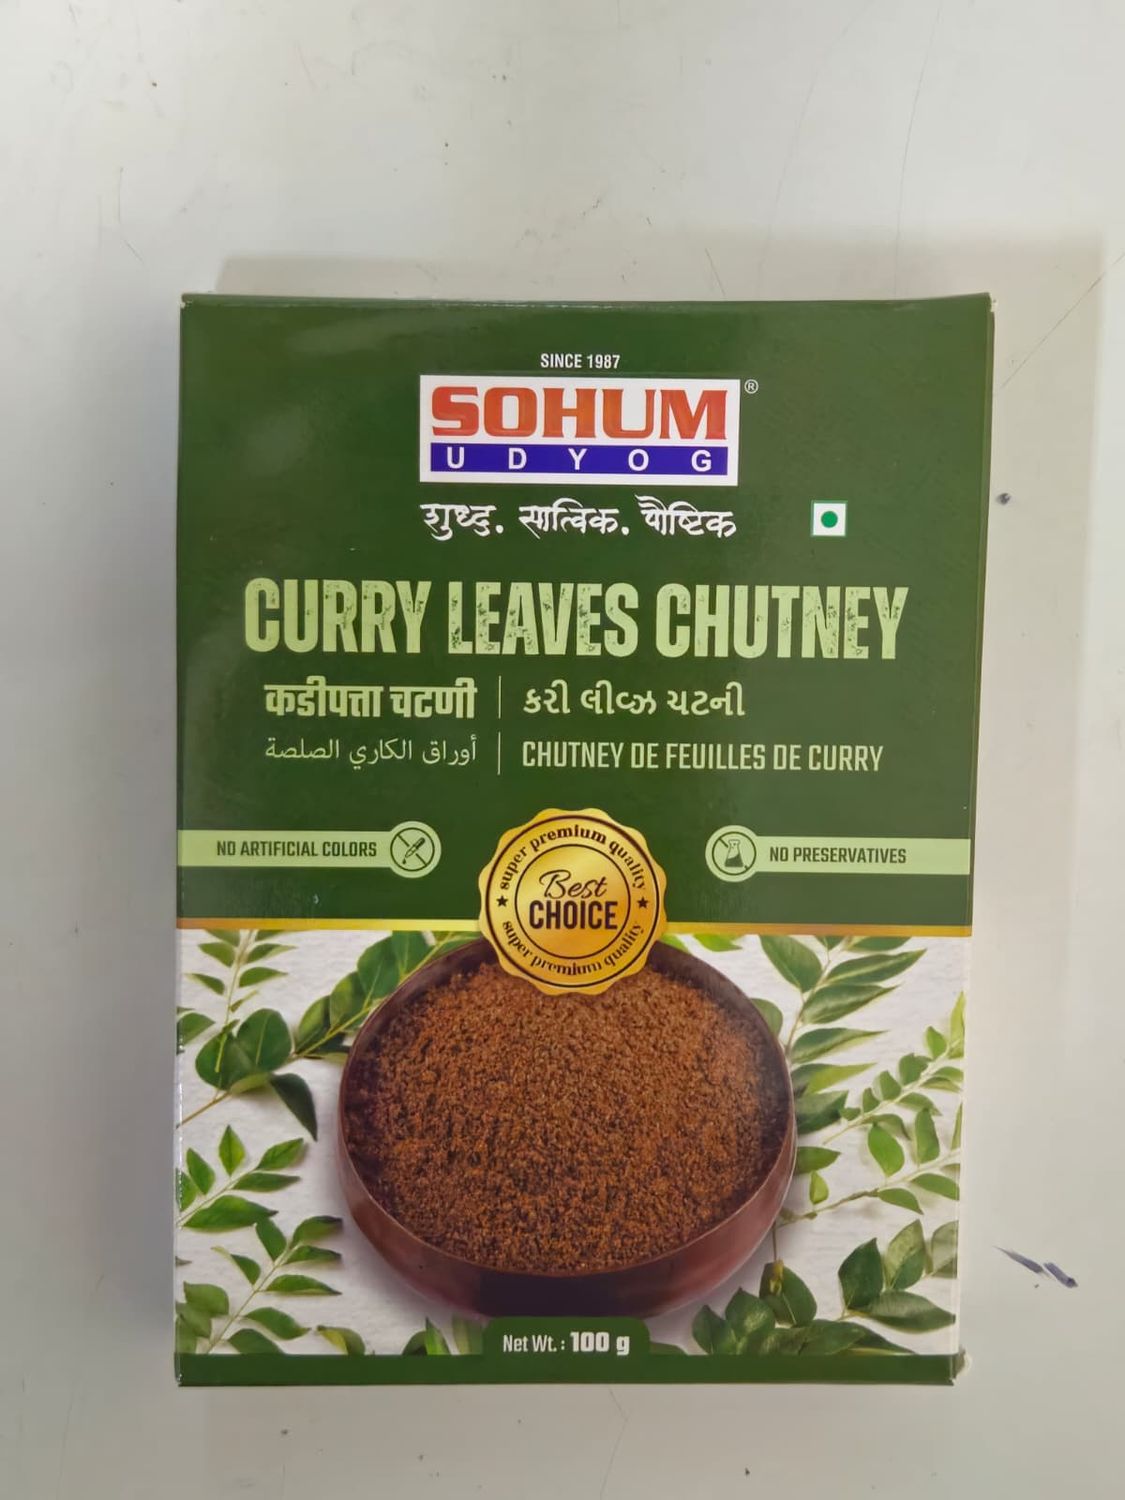 SINCE 1987
SOHUM ®
UDYOG
शुध्द. सात्विक. पौष्टिक
CURRY LEAVES CHUTNEY
कडीपत्ता चटणी | કરી લીવ્ઝ ચટની
أوراق الكاري الصلصة | CHUTNEY DE FEUILLES DE CURRY
NO ARTIFICIAL COLORS
super premium quality
Best
CHOICE
super premium quality
NO PRESERVATIVES
Net Wt.: 100 g